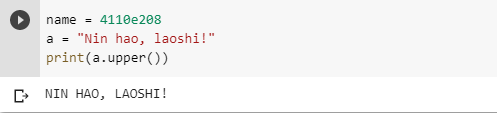 name = 4110e208
a = "Nin hao, laoshi!"
print(a.upper())
NIN HAO, LAOSHI!